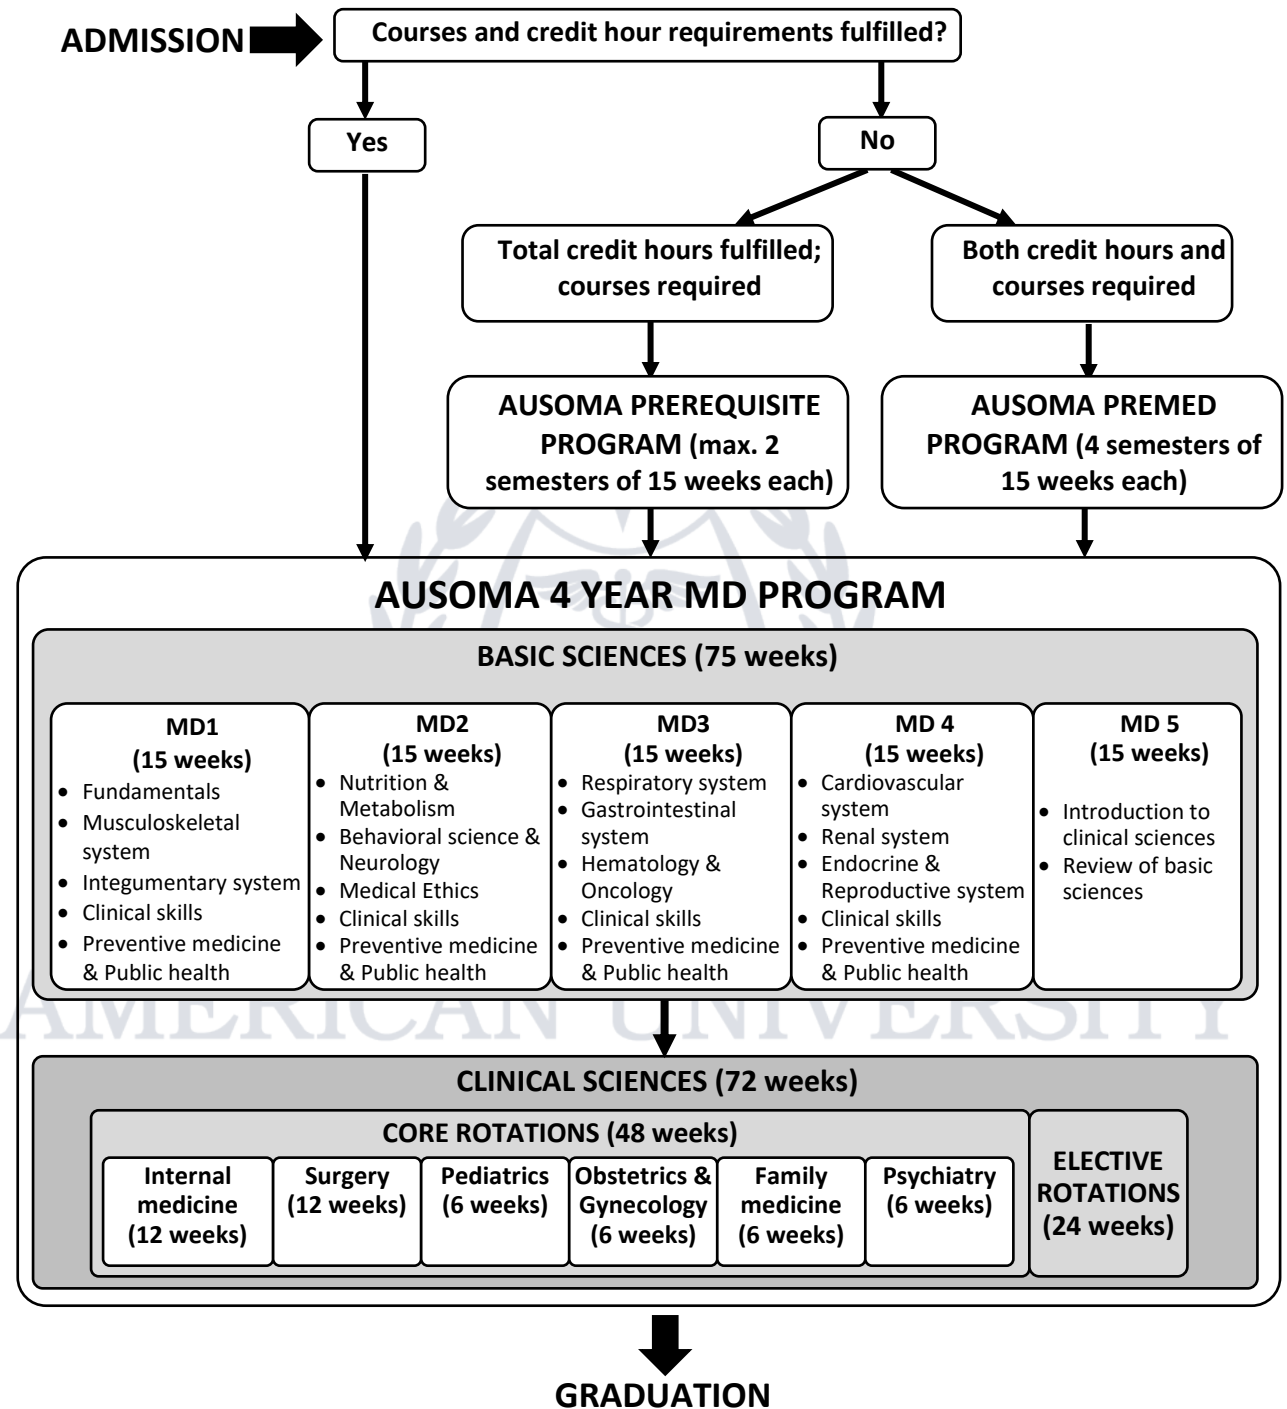 ADMISSION
Courses and credit hour requirements fulfilled?
Yes
No
Total credit hours fulfilled;
courses required
Both credit hours and
courses required
AUSOMA PREREQUISITE
PROGRAM (max. 2
semesters of 15 weeks each)
AUSOMA PREMED
PROGRAM (4 semesters of
15 weeks each)
AUSOMA 4 YEAR MD PROGRAM
BASIC SCIENCES (75 weeks)
MD1
(15 weeks)
• Fundamentals
• Musculoskeletal
system
• Integumentary system
• Clinical skills
• Preventive medicine
& Public health
MD2
(15 weeks)
• Nutrition &
Metabolism
• Behavioral science &
Neurology
• Medical Ethics
• Clinical skills
• Preventive medicine
& Public health
MD3
(15 weeks)
• Respiratory system
• Gastrointestinal
system
• Hematology &
Oncology
• Clinical skills
• Preventive medicine
& Public health
MD 4
(15 weeks)
• Cardiovascular
system
• Renal system
• Endocrine &
Reproductive system
• Clinical skills
• Preventive medicine
& Public health
MD 5
(15 weeks)
• Introduction to
clinical sciences
• Review of basic
sciences
AMERICAN UNIVERSITY
CLINICAL SCIENCES (72 weeks)
CORE ROTATIONS (48 weeks)
Internal
medicine
(12 weeks)
Surgery
(12 weeks)
Pediatrics
(6 weeks)
Obstetrics &
Gynecology
(6 weeks)
Family
medicine
(6 weeks)
Psychiatry
(6 weeks)
ELECTIVE
ROTATIONS
(24 weeks)
GRADUATION